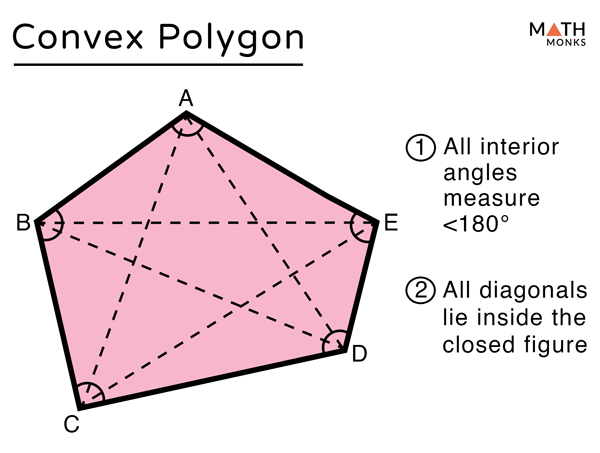 Convex Polygon
MATH
MONKS
A
B
E
D
C
1 All interior
angles
measure
<180°
2 All diagonals
lie inside the
closed figure